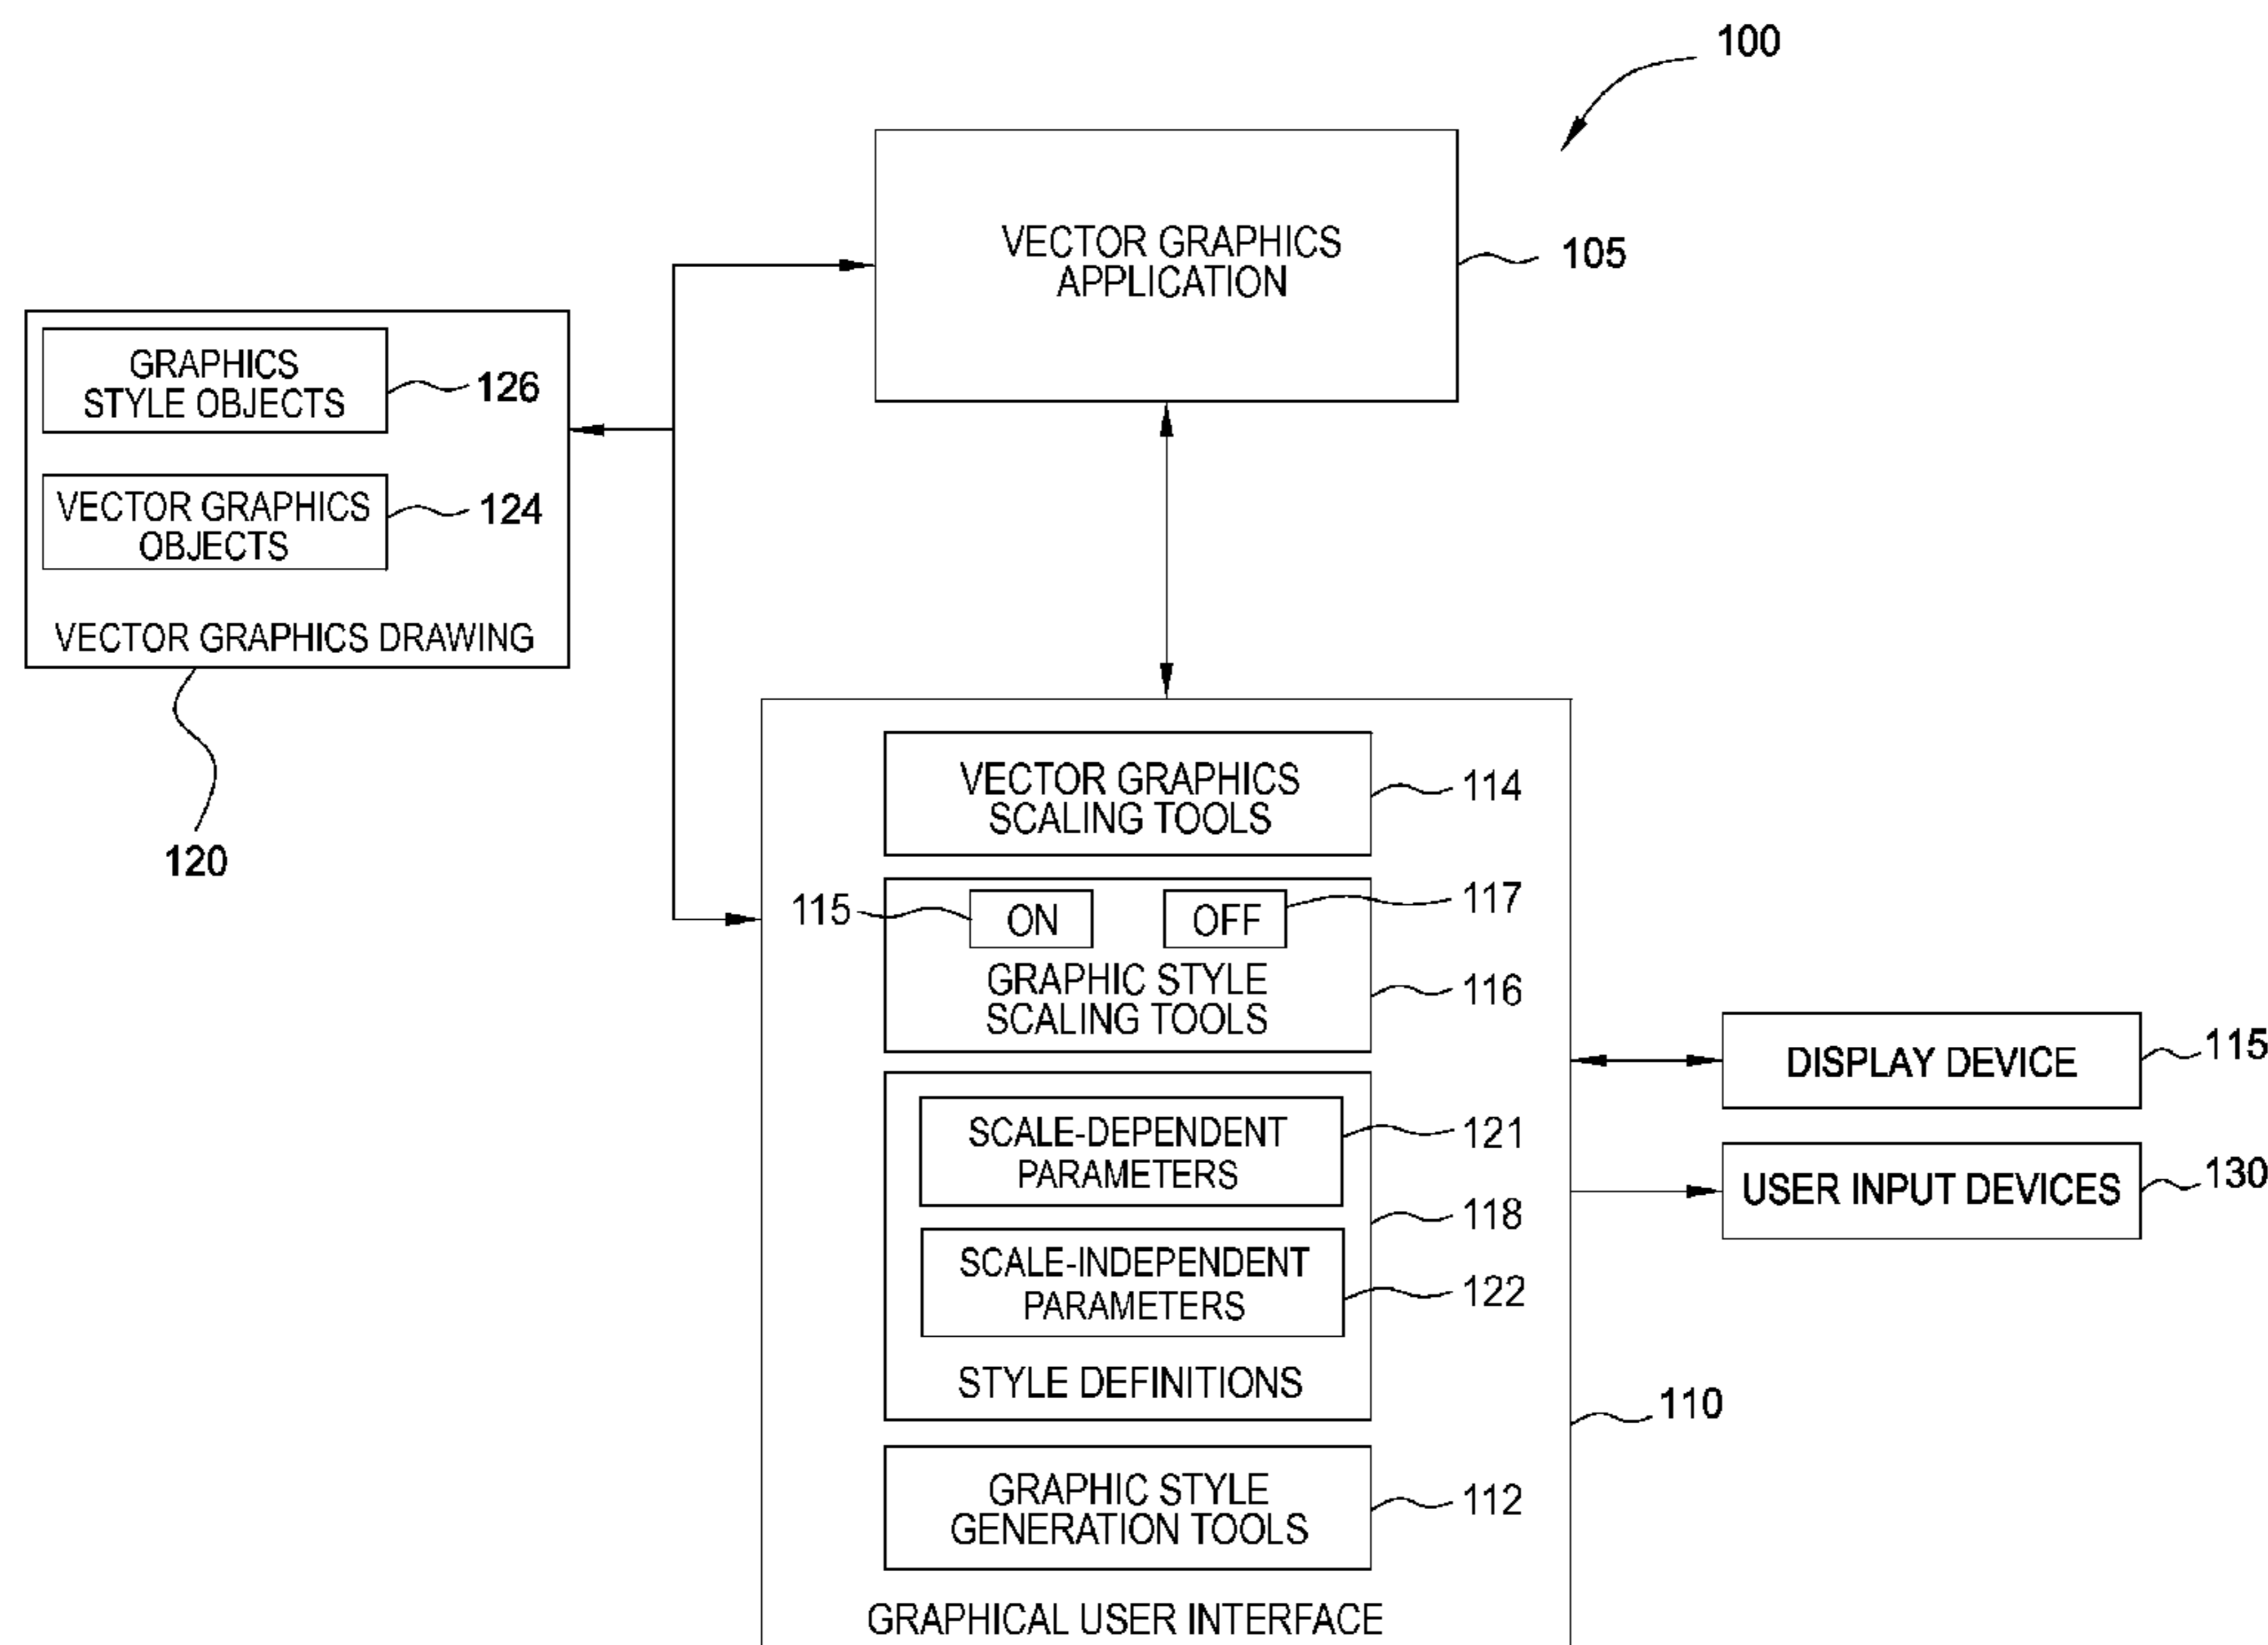 100
VECTOR GRAPHICS
APPLICATION
105
GRAPHICS
STYLE OBJECTS
126
VECTOR GRAPHICS
OBJECTS
124
VECTOR GRAPHICS DRAWING
120
VECTOR GRAPHICS
SCALING TOOLS
114
115
ON
OFF
117
GRAPHIC STYLE
SCALING TOOLS
116
SCALE-DEPENDENT
PARAMETERS
121
118
SCALE-INDEPENDENT
PARAMETERS
122
STYLE DEFINITIONS
GRAPHIC STYLE
GENERATION TOOLS
112
GRAPHICAL USER INTERFACE
110
DISPLAY DEVICE
115
USER INPUT DEVICES
130